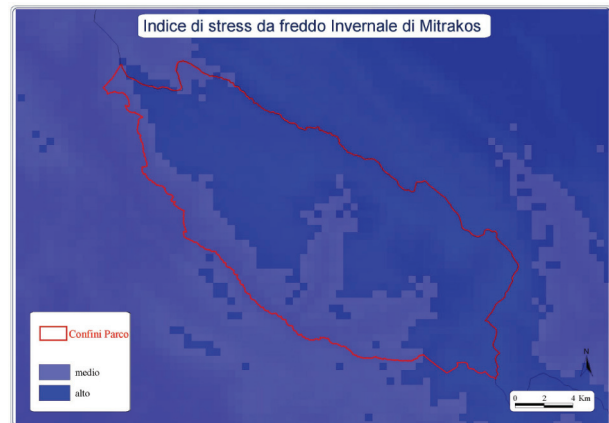 Indice di stress da freddo Invernale di Mitrakos
Confini Parco
medio
alto
N
0 2 4 Km